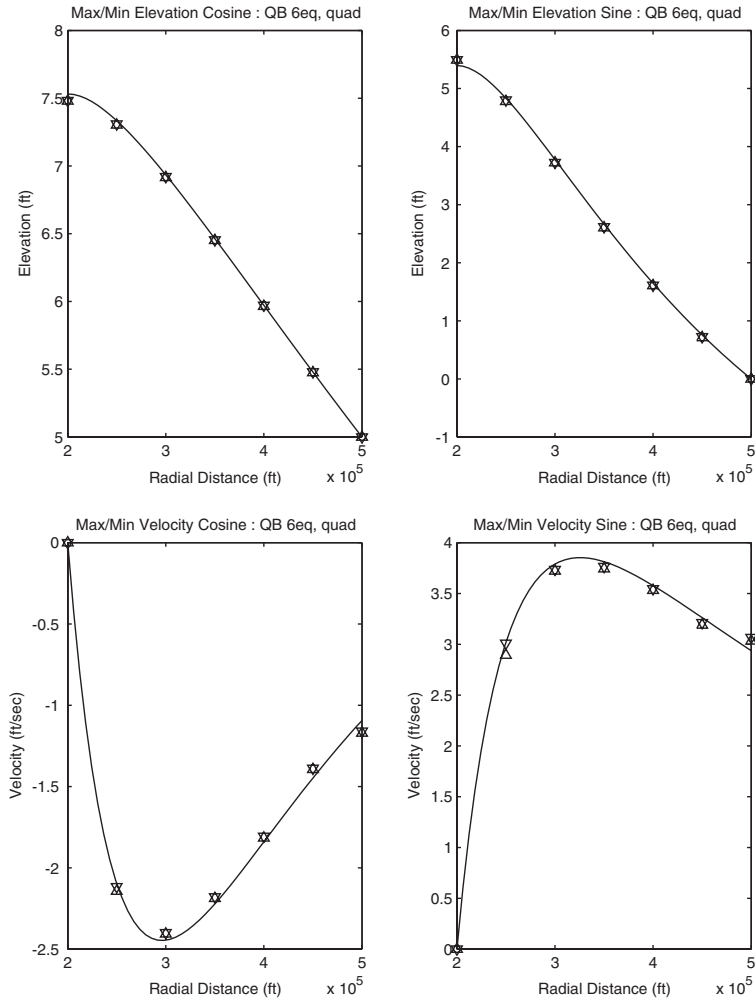 Max/Min Elevation Cosine : QB 6eq, quad
8
7.5
7
6.5
6
5.5
5
Elevation (ft)
2
3
4
5
Radial Distance (ft)
x 10^5
Max/Min Elevation Sine : QB 6eq, quad
6
5
4
3
2
1
0
-1
Elevation (ft)
2
3
4
5
Radial Distance (ft)
x 10^5
Max/Min Velocity Cosine : QB 6eq, quad
0
-0.5
-1
-1.5
-2
-2.5
Velocity (ft/sec)
2
3
4
5
Radial Distance (ft)
x 10^5
Max/Min Velocity Sine : QB 6eq, quad
4
3.5
3
2.5
2
1.5
1
0.5
0
Velocity (ft/sec)
2
3
4
5
Radial Distance (ft)
x 10^5